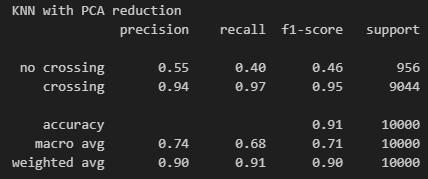 KNN with PCA reduction
precision recall f1-score support
no crossing 0.55 0.40 0.46 956
crossing 0.94 0.97 0.95 9044
accuracy 0.91 10000
macro avg 0.74 0.68 0.71 10000
weighted avg 0.90 0.91 0.90 10000